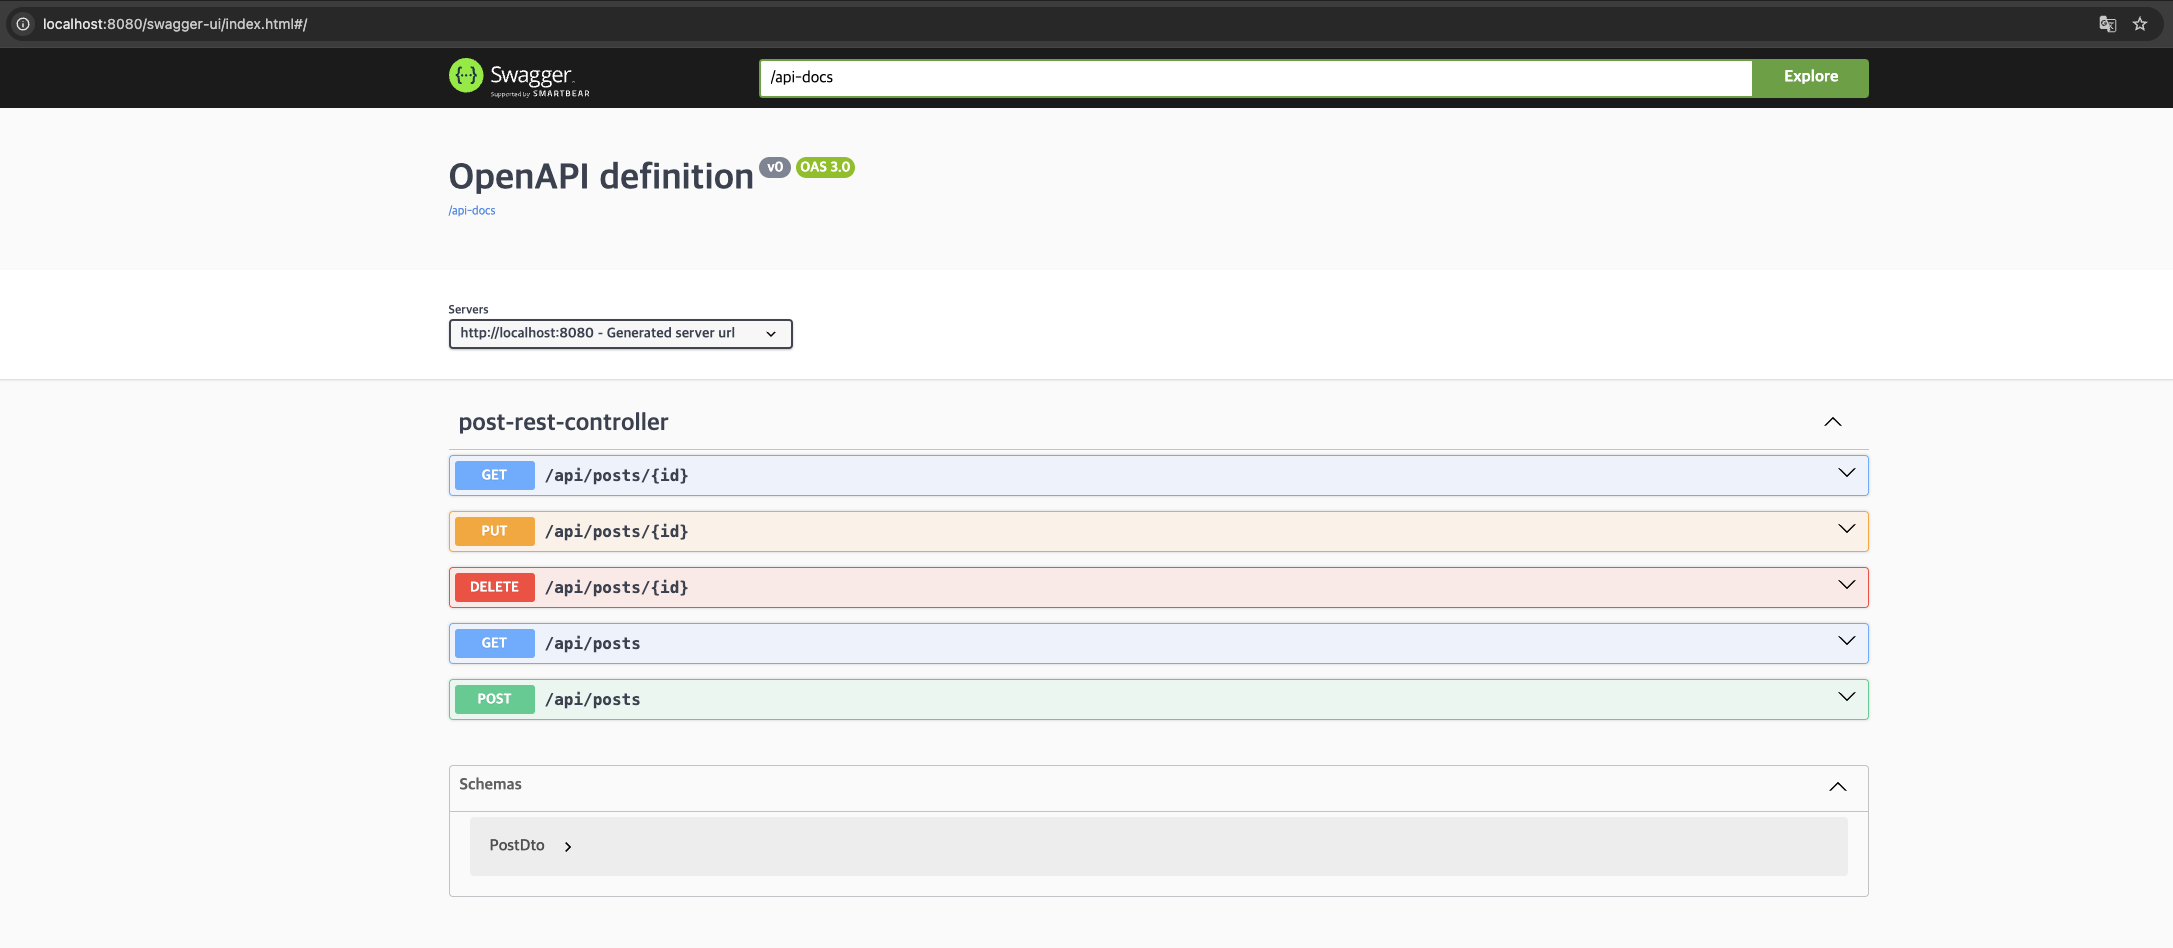 localhost:8080/swagger-ui/index.html#/
Swagger
Supported by SMARTBEAR
/api-docs
Explore
OpenAPI definition v0 OAS 3.0
/api-docs
Servers
http://localhost:8080 - Generated server url
post-rest-controller
GET /api/posts/{id}
PUT /api/posts/{id}
DELETE /api/posts/{id}
GET /api/posts
POST /api/posts
Schemas
PostDto